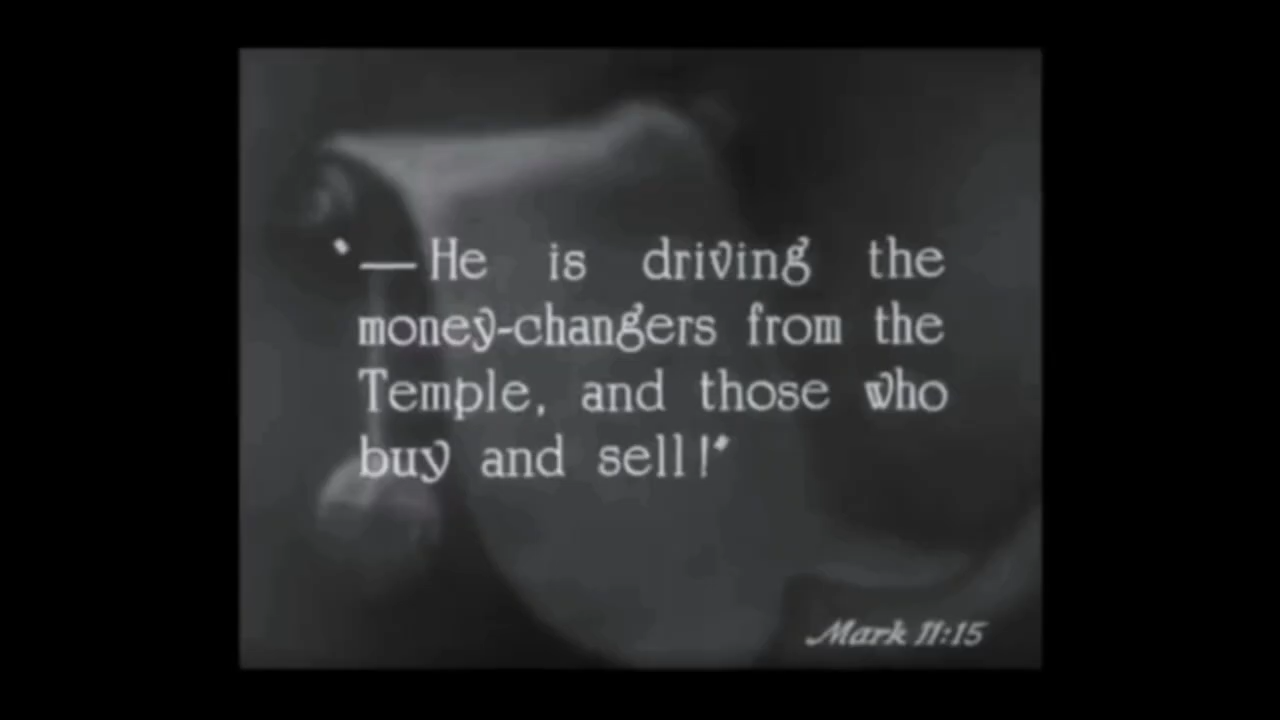 "—He is driving the
money-changers from the
Temple, and those who
buy and sell!"
Mark 11:15